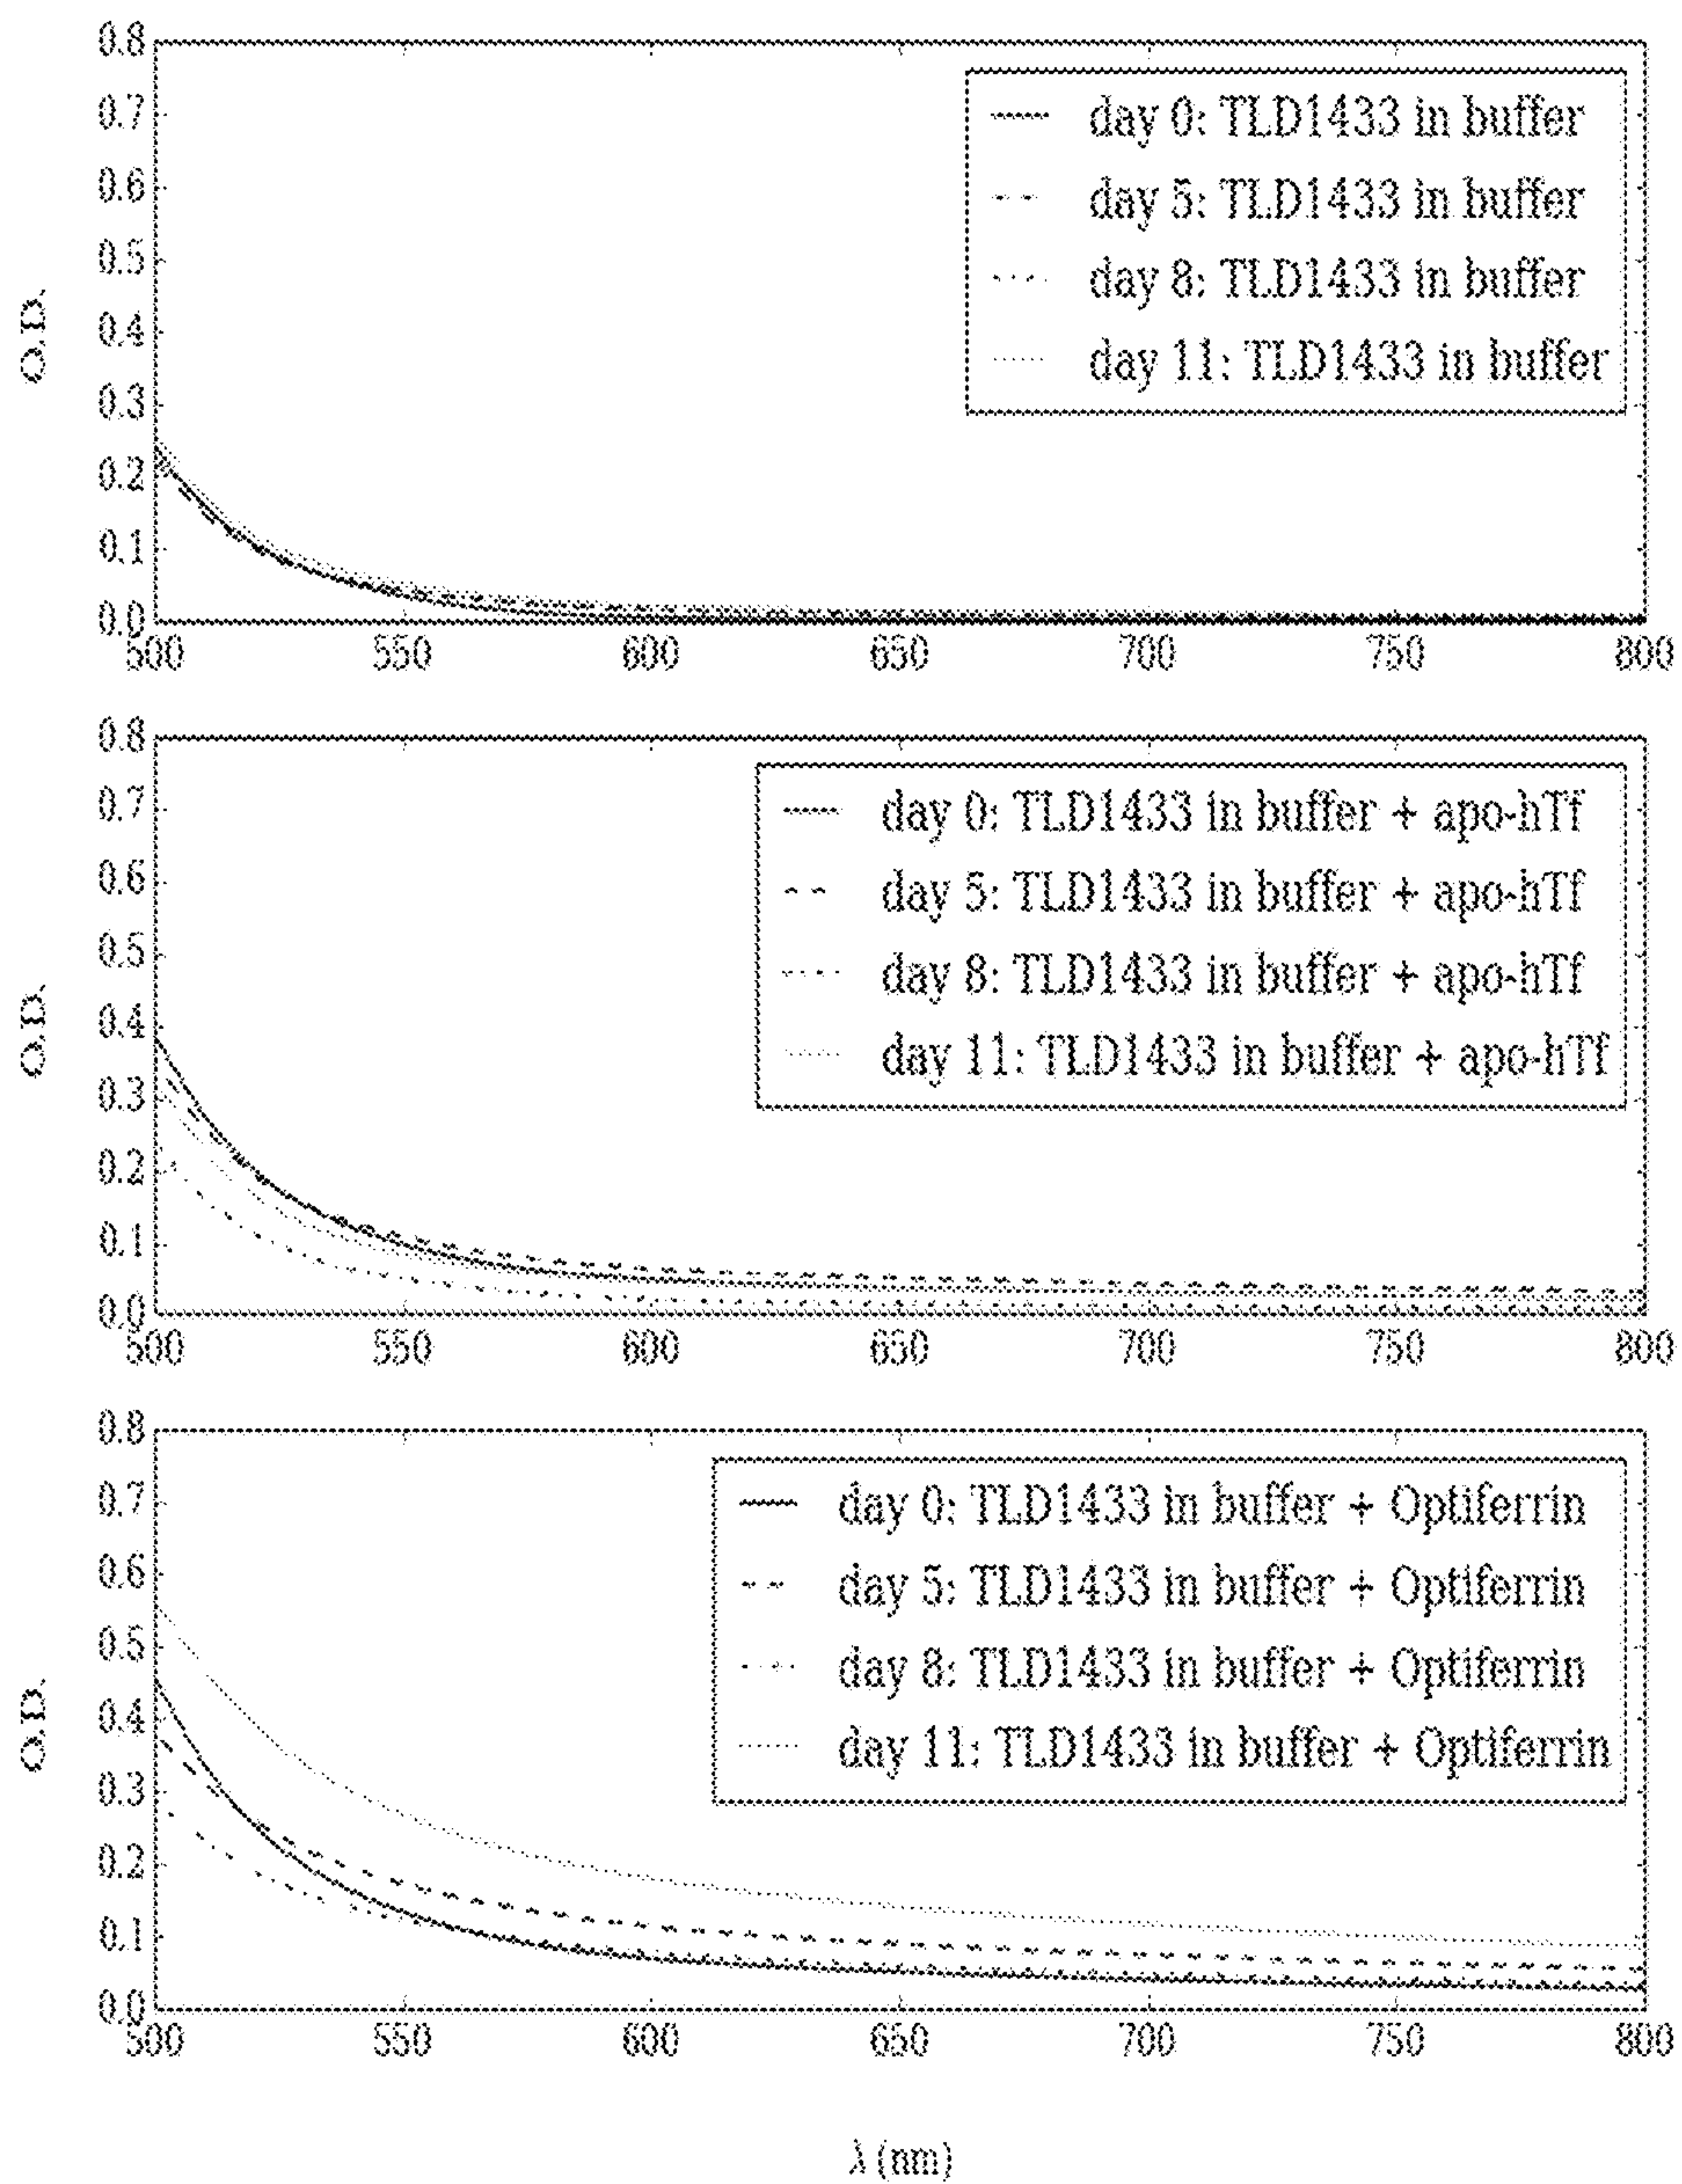 0.8
0.7
0.6
0.5
0.4
0.3
0.2
0.1
0.0
O.D.
day 0: TLD1433 in buffer
day 5: TLD1433 in buffer
day 8: TLD1433 in buffer
day 11: TLD1433 in buffer
500 550 600 650 700 750 800
0.8
0.7
0.6
0.5
0.4
0.3
0.2
0.1
0.0
O.D.
day 0: TLD1433 in buffer + apo-hTf
day 5: TLD1433 in buffer + apo-hTf
day 8: TLD1433 in buffer + apo-hTf
day 11: TLD1433 in buffer + apo-hTf
500 550 600 650 700 750 800
0.8
0.7
0.6
0.5
0.4
0.3
0.2
0.1
0.0
O.D.
day 0: TLD1433 in buffer + Optiferrin
day 5: TLD1433 in buffer + Optiferrin
day 8: TLD1433 in buffer + Optiferrin
day 11: TLD1433 in buffer + Optiferrin
500 550 600 650 700 750 800
λ (nm)